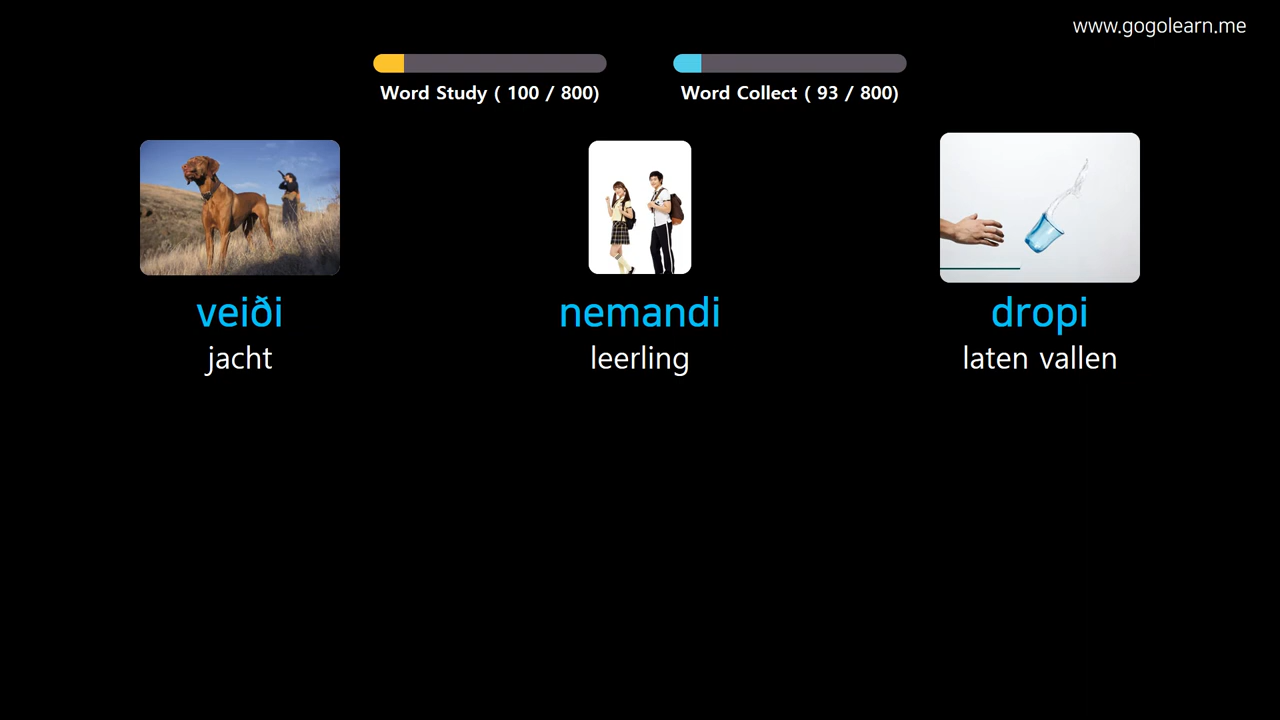 www.gogolearn.me
Word Study ( 100 / 800)
Word Collect ( 93 / 800)
veiði
jacht
nemandi
leerling
dropi
laten vallen